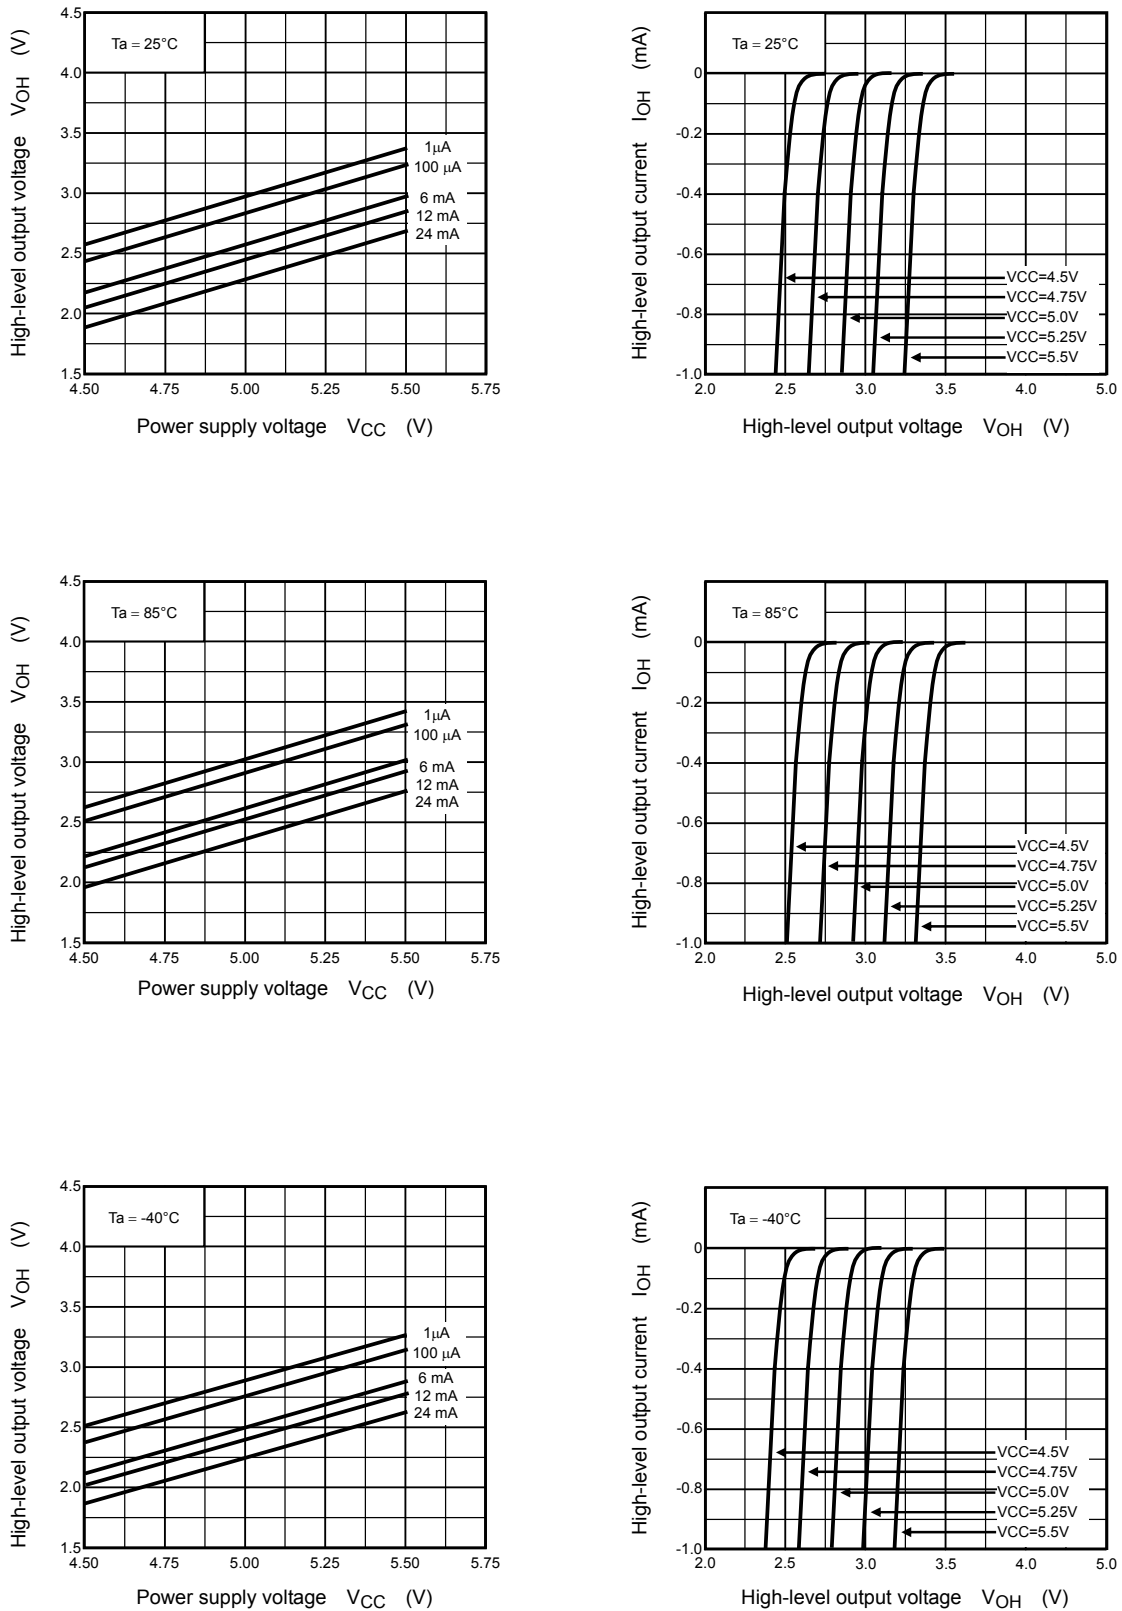 Ta = 25°C
High-level output voltage VOH (V)
4.5
4.0
3.5
3.0
2.5
2.0
1.5
1μA
100 μA
6 mA
12 mA
24 mA
4.50 4.75 5.00 5.25 5.50 5.75
Power supply voltage VCC (V)
Ta = 25°C
High-level output current IOH (mA)
0
-0.2
-0.4
-0.6
-0.8
-1.0
VCC=4.5V
VCC=4.75V
VCC=5.0V
VCC=5.25V
VCC=5.5V
2.0 2.5 3.0 3.5 4.0 5.0
High-level output voltage VOH (V)
Ta = 85°C
High-level output voltage VOH (V)
4.5
4.0
3.5
3.0
2.5
2.0
1.5
1μA
100 μA
6 mA
12 mA
24 mA
4.50 4.75 5.00 5.25 5.50 5.75
Power supply voltage VCC (V)
Ta = 85°C
High-level output current IOH (mA)
0
-0.2
-0.4
-0.6
-0.8
-1.0
VCC=4.5V
VCC=4.75V
VCC=5.0V
VCC=5.25V
VCC=5.5V
2.0 2.5 3.0 3.5 4.0 5.0
High-level output voltage VOH (V)
Ta = -40°C
High-level output voltage VOH (V)
4.5
4.0
3.5
3.0
2.5
2.0
1.5
1μA
100 μA
6 mA
12 mA
24 mA
4.50 4.75 5.00 5.25 5.50 5.75
Power supply voltage VCC (V)
Ta = -40°C
High-level output current IOH (mA)
0
-0.2
-0.4
-0.6
-0.8
-1.0
VCC=4.5V
VCC=4.75V
VCC=5.0V
VCC=5.25V
VCC=5.5V
2.0 2.5 3.0 3.5 4.0 5.0
High-level output voltage VOH (V)